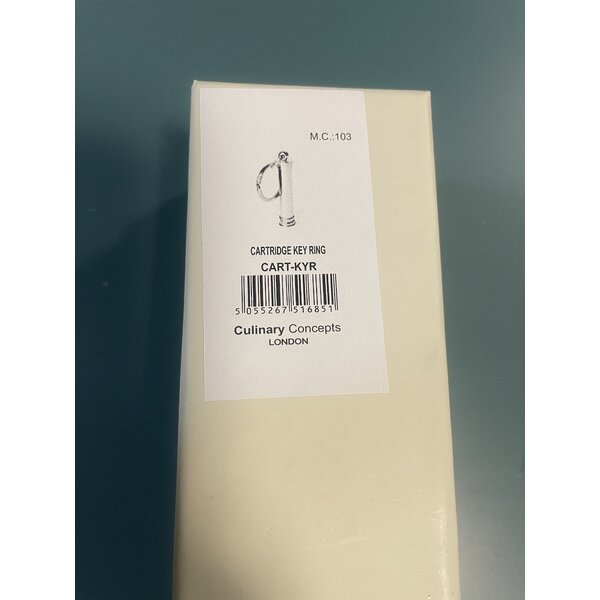 M.C.:103
CARTRIDGE KEY RING
CART-KYR
5 055267 516851
Culinary Concepts
LONDON